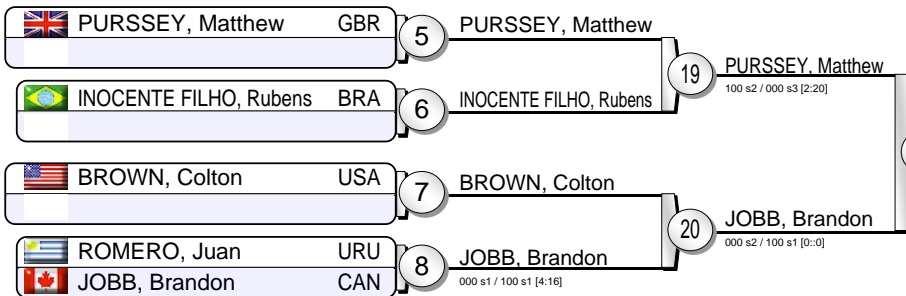 PURSSEY, Matthew GBR
5
PURSSEY, Matthew
INOCENTE FILHO, Rubens BRA
6
INOCENTE FILHO, Rubens
19
PURSSEY, Matthew
100 s2 / 000 s3 [2:20]
BROWN, Colton USA
7
BROWN, Colton
ROMERO, Juan URU
JOBB, Brandon CAN
8
JOBB, Brandon
000 s1 / 100 s1 [4:16]
20
JOBB, Brandon
000 s2 / 100 s1 [0::0]